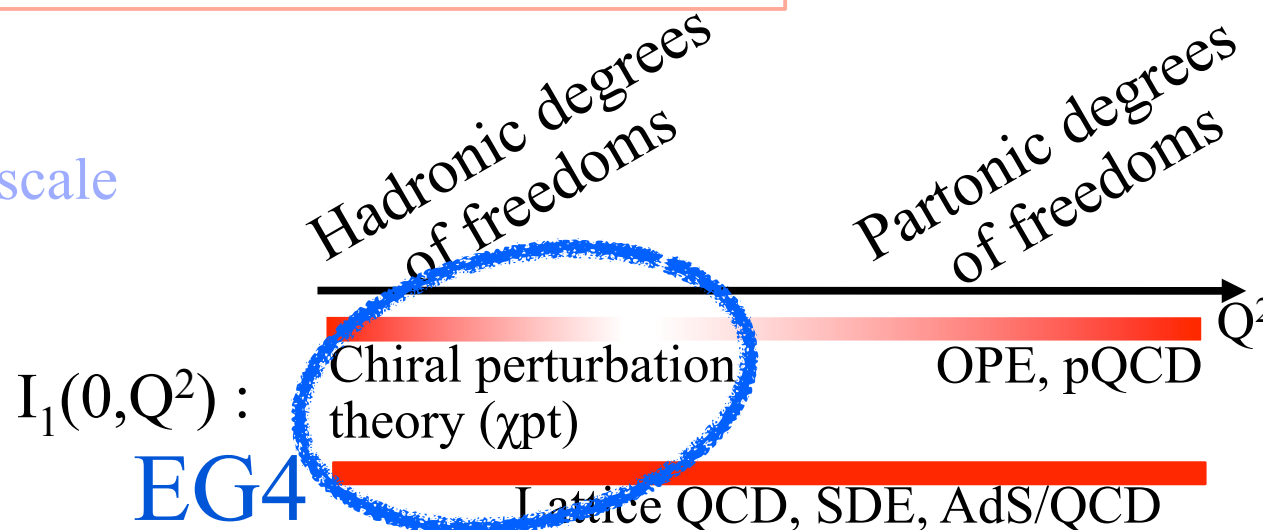 scale
Hadronic degrees
of freedoms
Partonic degrees
of freedoms
Q²
Chiral perturbation
theory (χpt)
OPE, pQCD
I₁(0,Q²) :
EG4
Lattice QCD, SDE, AdS/QCD